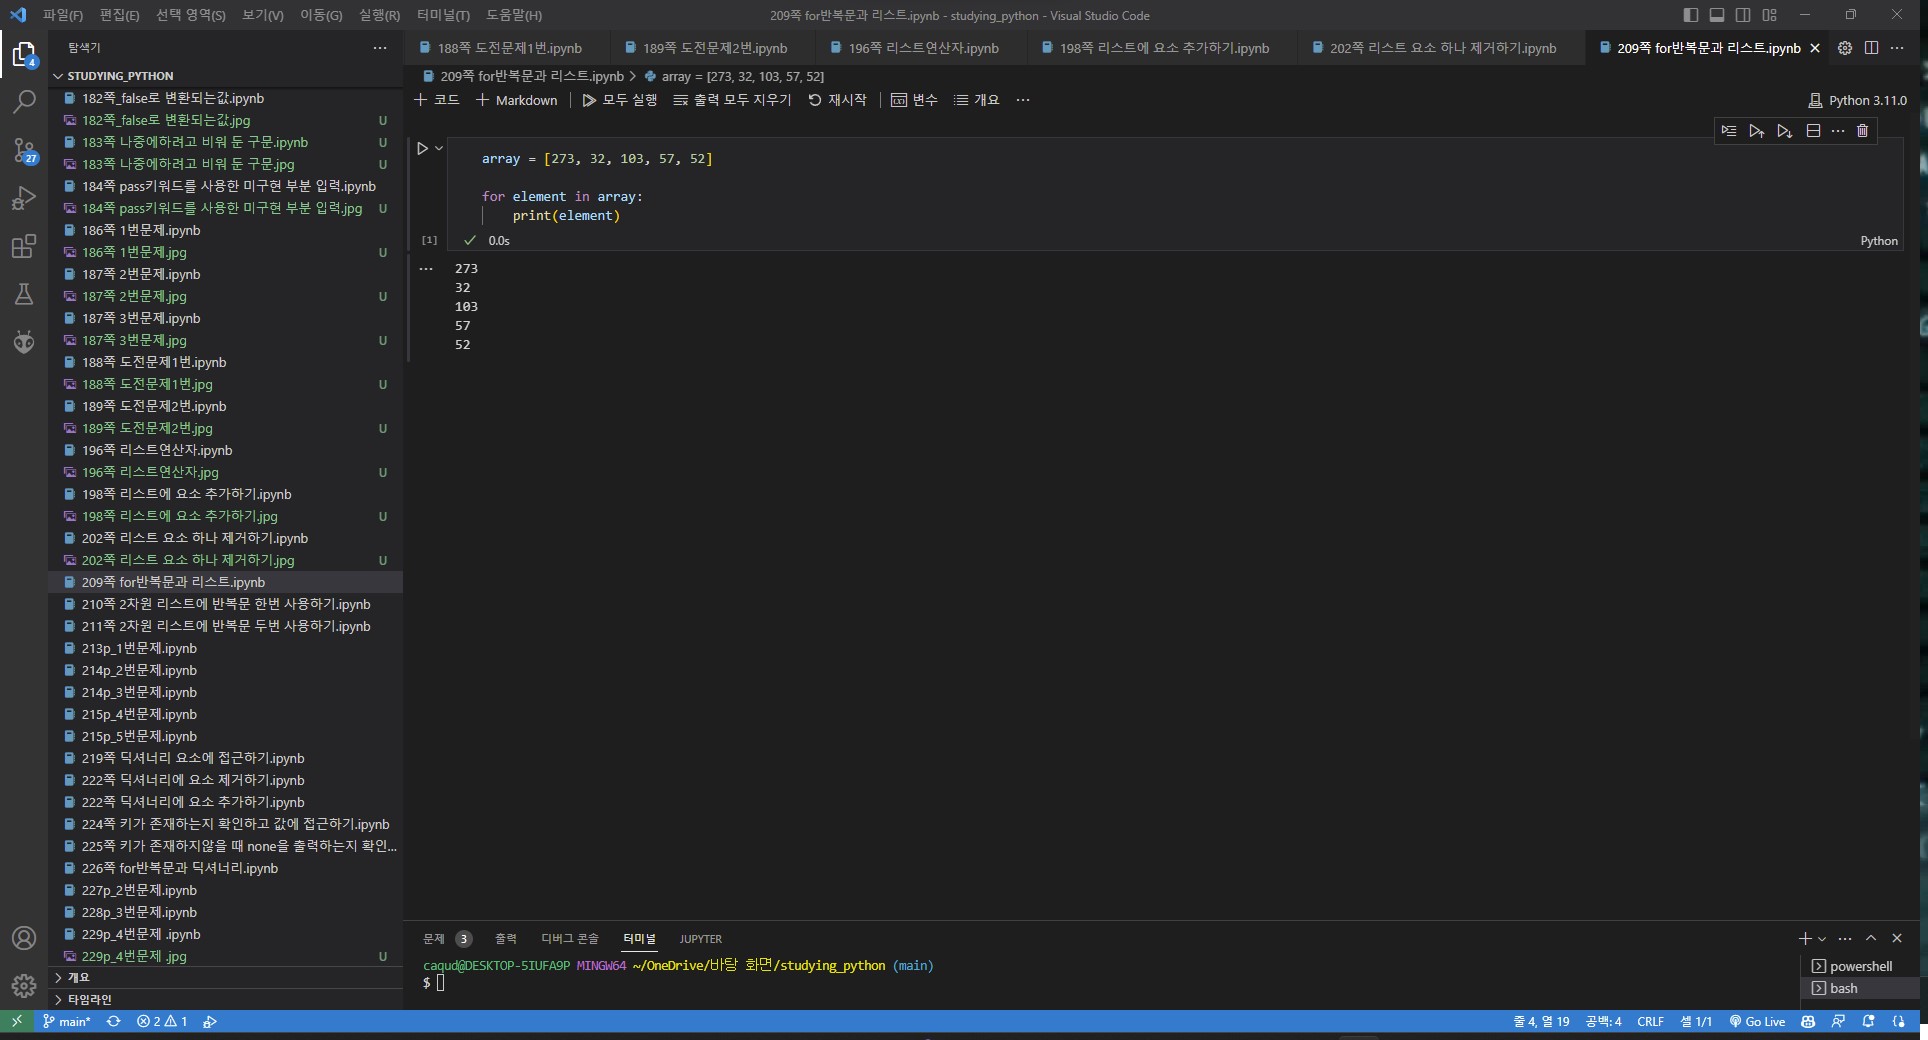 파일(F) 편집(E) 선택 영역(S) 보기(V) 이동(G) 실행(R) 터미널(T) 도움말(H)
209쪽 for반복문과 리스트.ipynb - studying_python - Visual Studio Code
탐색기
STUDYING_PYTHON
182쪽_false로 변환되는값.ipynb
182쪽_false로 변환되는값.jpg U
183쪽 나중에하려고 비워 둔 구문.ipynb U
183쪽 나중에하려고 비워 둔 구문.jpg U
184쪽 pass키워드를 사용한 미구현 부분 입력.ipynb
184쪽 pass키워드를 사용한 미구현 부분 입력.jpg U
186쪽 1번문제.ipynb
186쪽 1번문제.jpg U
187쪽 2번문제.ipynb
187쪽 2번문제.jpg U
187쪽 3번문제.ipynb
187쪽 3번문제.jpg U
188쪽 도전문제1번.ipynb
188쪽 도전문제1번.jpg U
189쪽 도전문제2번.ipynb
189쪽 도전문제2번.jpg U
196쪽 리스트연산자.ipynb
196쪽 리스트연산자.jpg U
198쪽 리스트에 요소 추가하기.ipynb
198쪽 리스트에 요소 추가하기.jpg U
202쪽 리스트 요소 하나 제거하기.ipynb
202쪽 리스트 요소 하나 제거하기.jpg U
209쪽 for반복문과 리스트.ipynb
210쪽 2차원 리스트에 반복문 한번 사용하기.ipynb
211쪽 2차원 리스트에 반복문 두번 사용하기.ipynb
213p_1번문제.ipynb
214p_2번문제.ipynb
214p_3번문제.ipynb
215p_4번문제.ipynb
215p_5번문제.ipynb
219쪽 딕셔너리 요소에 접근하기.ipynb
222쪽 딕셔너리에 요소 제거하기.ipynb
222쪽 딕셔너리에 요소 추가하기.ipynb
224쪽 키가 존재하는지 확인하고 값에 접근하기.ipynb
225쪽 키가 존재하지않을 때 none을 출력하는지 확인...
226쪽 for반복문과 딕셔너리.ipynb
227p_2번문제.ipynb
228p_3번문제.ipynb
229p_4번문제 .ipynb
229p_4번문제 .jpg U
개요
타임라인
4
27
188쪽 도전문제1번.ipynb 189쪽 도전문제2번.ipynb 196쪽 리스트연산자.ipynb 198쪽 리스트에 요소 추가하기.ipynb 202쪽 리스트 요소 하나 제거하기.ipynb 209쪽 for반복문과 리스트.ipynb
209쪽 for반복문과 리스트.ipynb > array = [273, 32, 103, 57, 52]
+ 코드 + Markdown 모두 실행 출력 모두 지우기 재시작 변수 개요 ... Python 3.11.0
array = [273, 32, 103, 57, 52]
for element in array:
print(element)
[1] 0.0s Python
273
32
103
57
52
문제 3 출력 디버그 콘솔 터미널 JUPYTER
caqud@DESKTOP-5IUFA9P MINGW64 ~/OneDrive/바탕 화면/studying_python (main)
$
powershell
bash
main* 2 1 줄 4, 열 19 공백: 4 CRLF 셀 1/1 Go Live